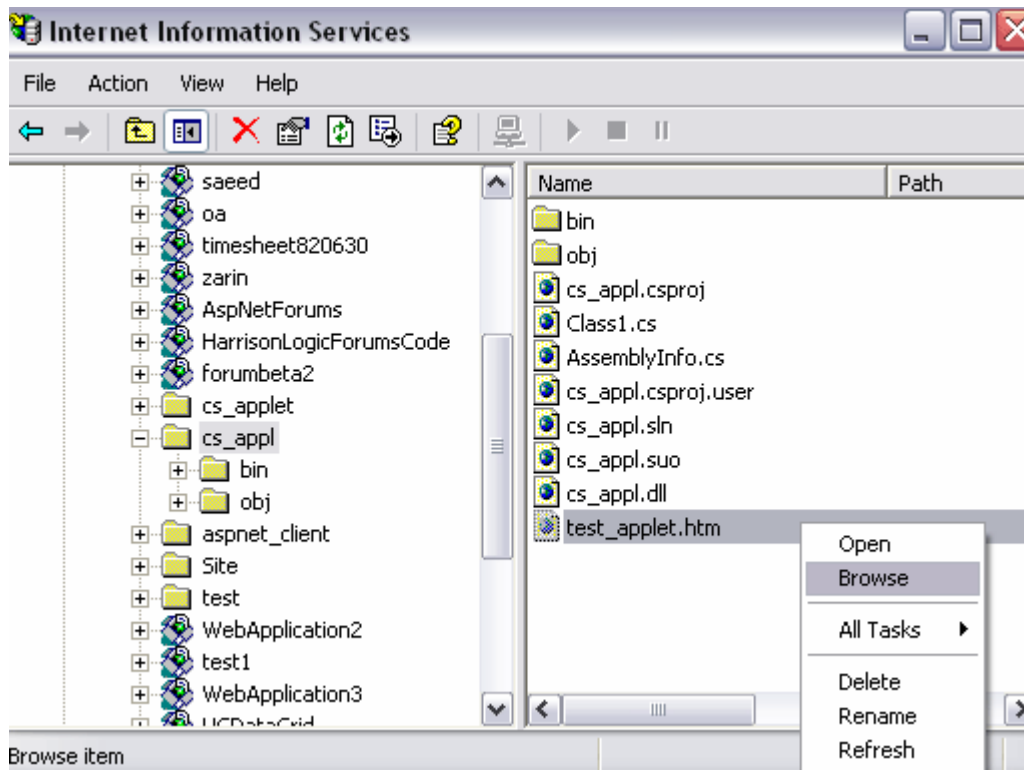 Internet Information Services
File Action View Help
saeed
oa
timesheet820630
zarin
AspNetForums
HarrisonLogicForumsCode
forumbeta2
cs_applet
cs_appl
bin
obj
aspnet_client
Site
test
WebApplication2
test1
WebApplication3
UCDataGrid
Name Path
bin
obj
cs_appl.csproj
Class1.cs
AssemblyInfo.cs
cs_appl.csproj.user
cs_appl.sln
cs_appl.suo
cs_appl.dll
test_applet.htm
Open
Browse
All Tasks
Delete
Rename
Refresh
Browse item